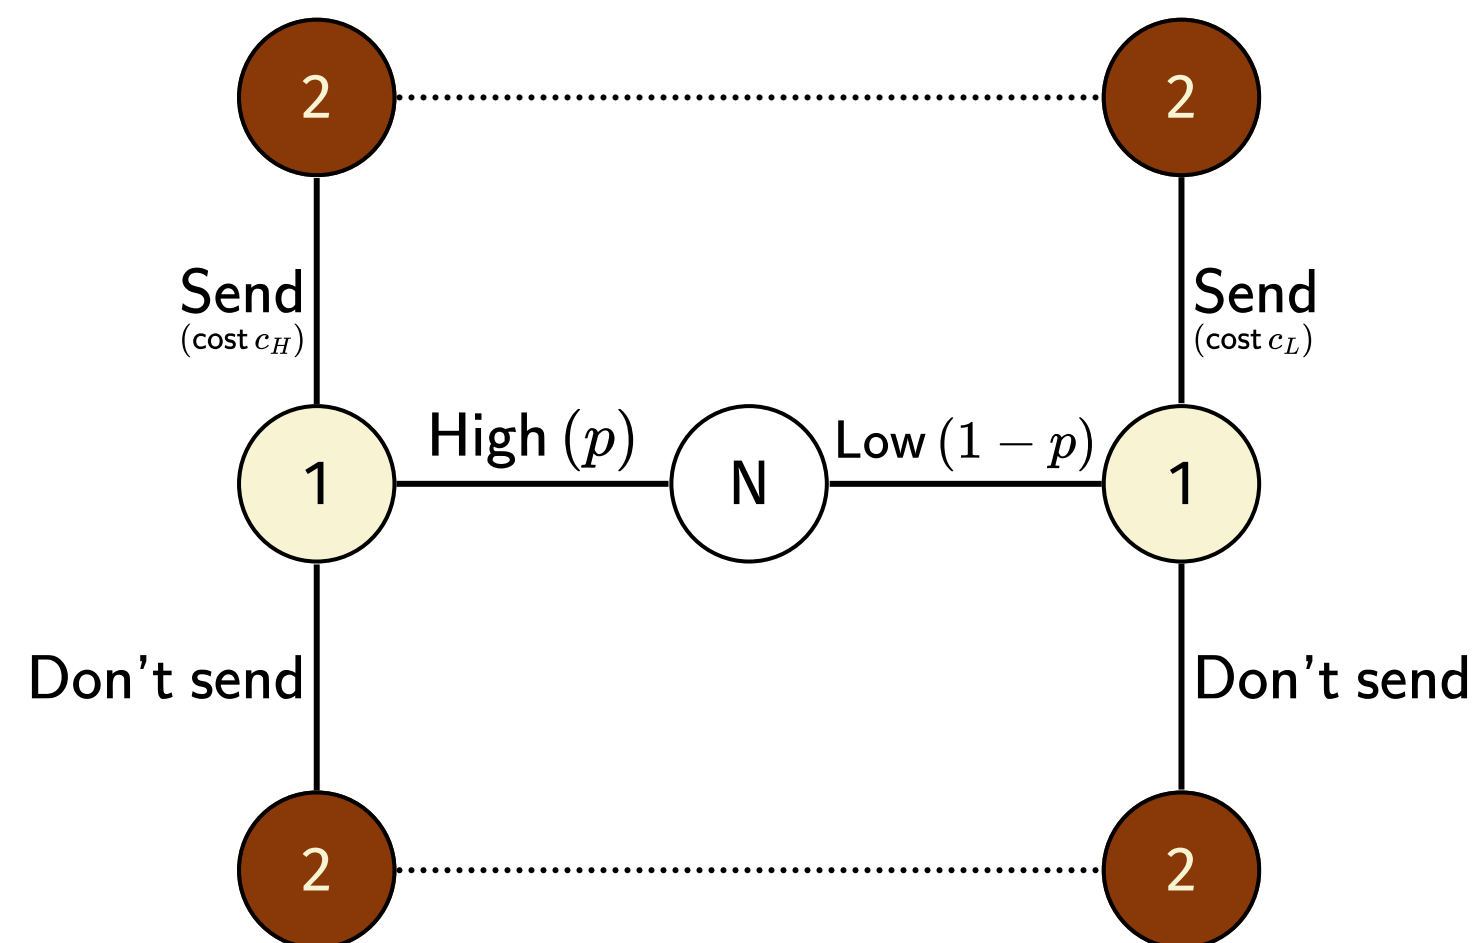 2
2
Send
(cost c_H)
Send
(cost c_L)
High (p)
Low (1 − p)
1
N
1
Don't send
Don't send
2
2